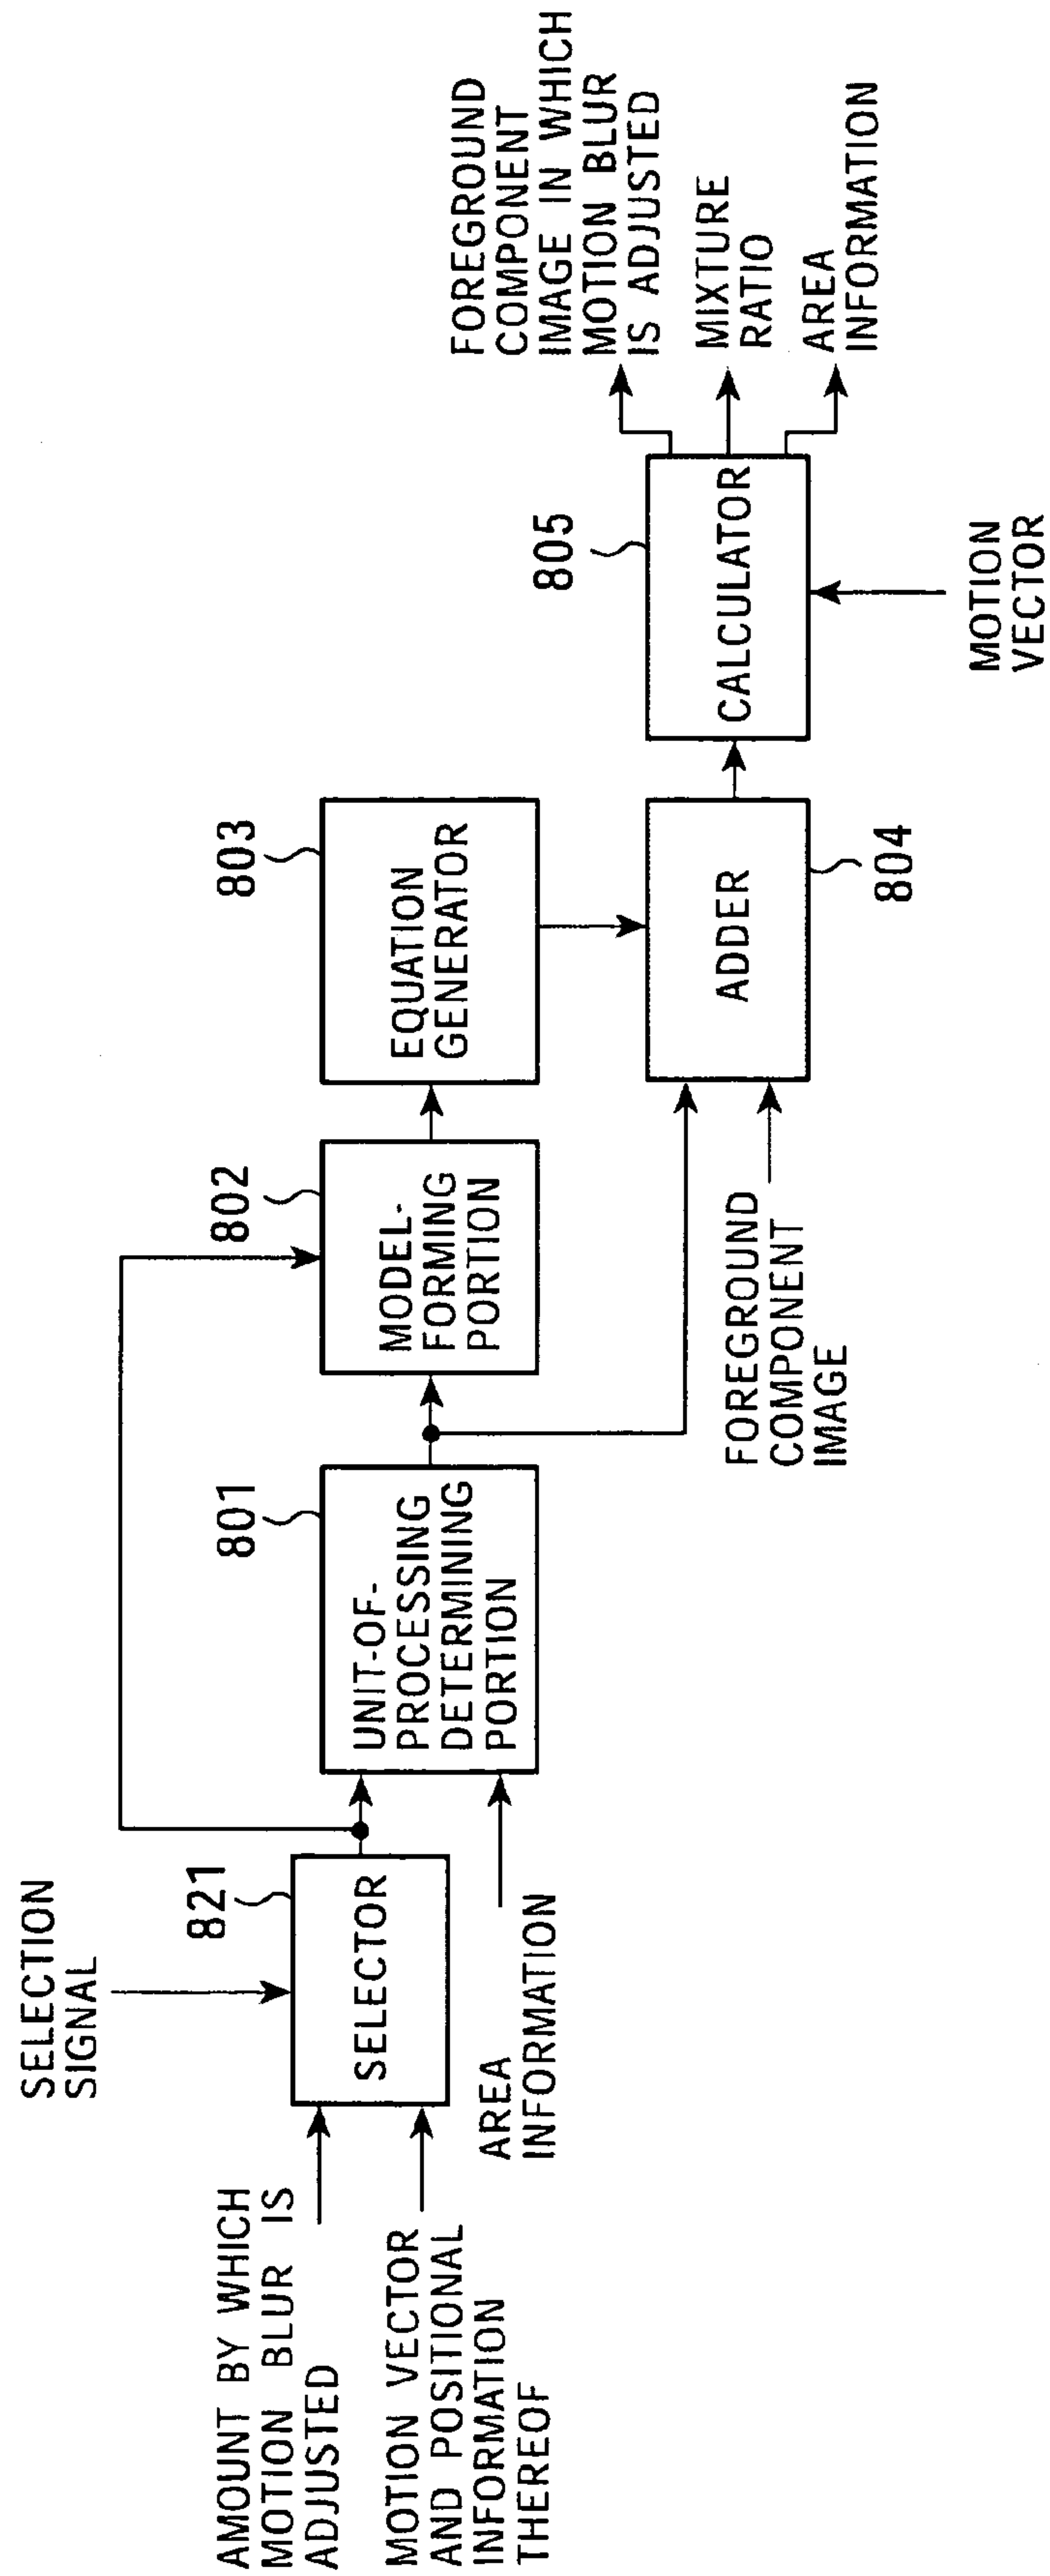 SELECTION
SIGNAL
821
AMOUNT BY WHICH
MOTION BLUR IS
ADJUSTED
MOTION VECTOR
AND POSITIONAL
INFORMATION
THEREOF
SELECTOR
AREA
INFORMATION
801
UNIT-OF-
PROCESSING
DETERMINING
PORTION
802
MODEL-
FORMING
PORTION
803
EQUATION
GENERATOR
FOREGROUND
COMPONENT
IMAGE
ADDER
804
805
CALCULATOR
MOTION
VECTOR
FOREGROUND
COMPONENT
IMAGE IN WHICH
MOTION BLUR
IS ADJUSTED
MIXTURE
RATIO
AREA
INFORMATION